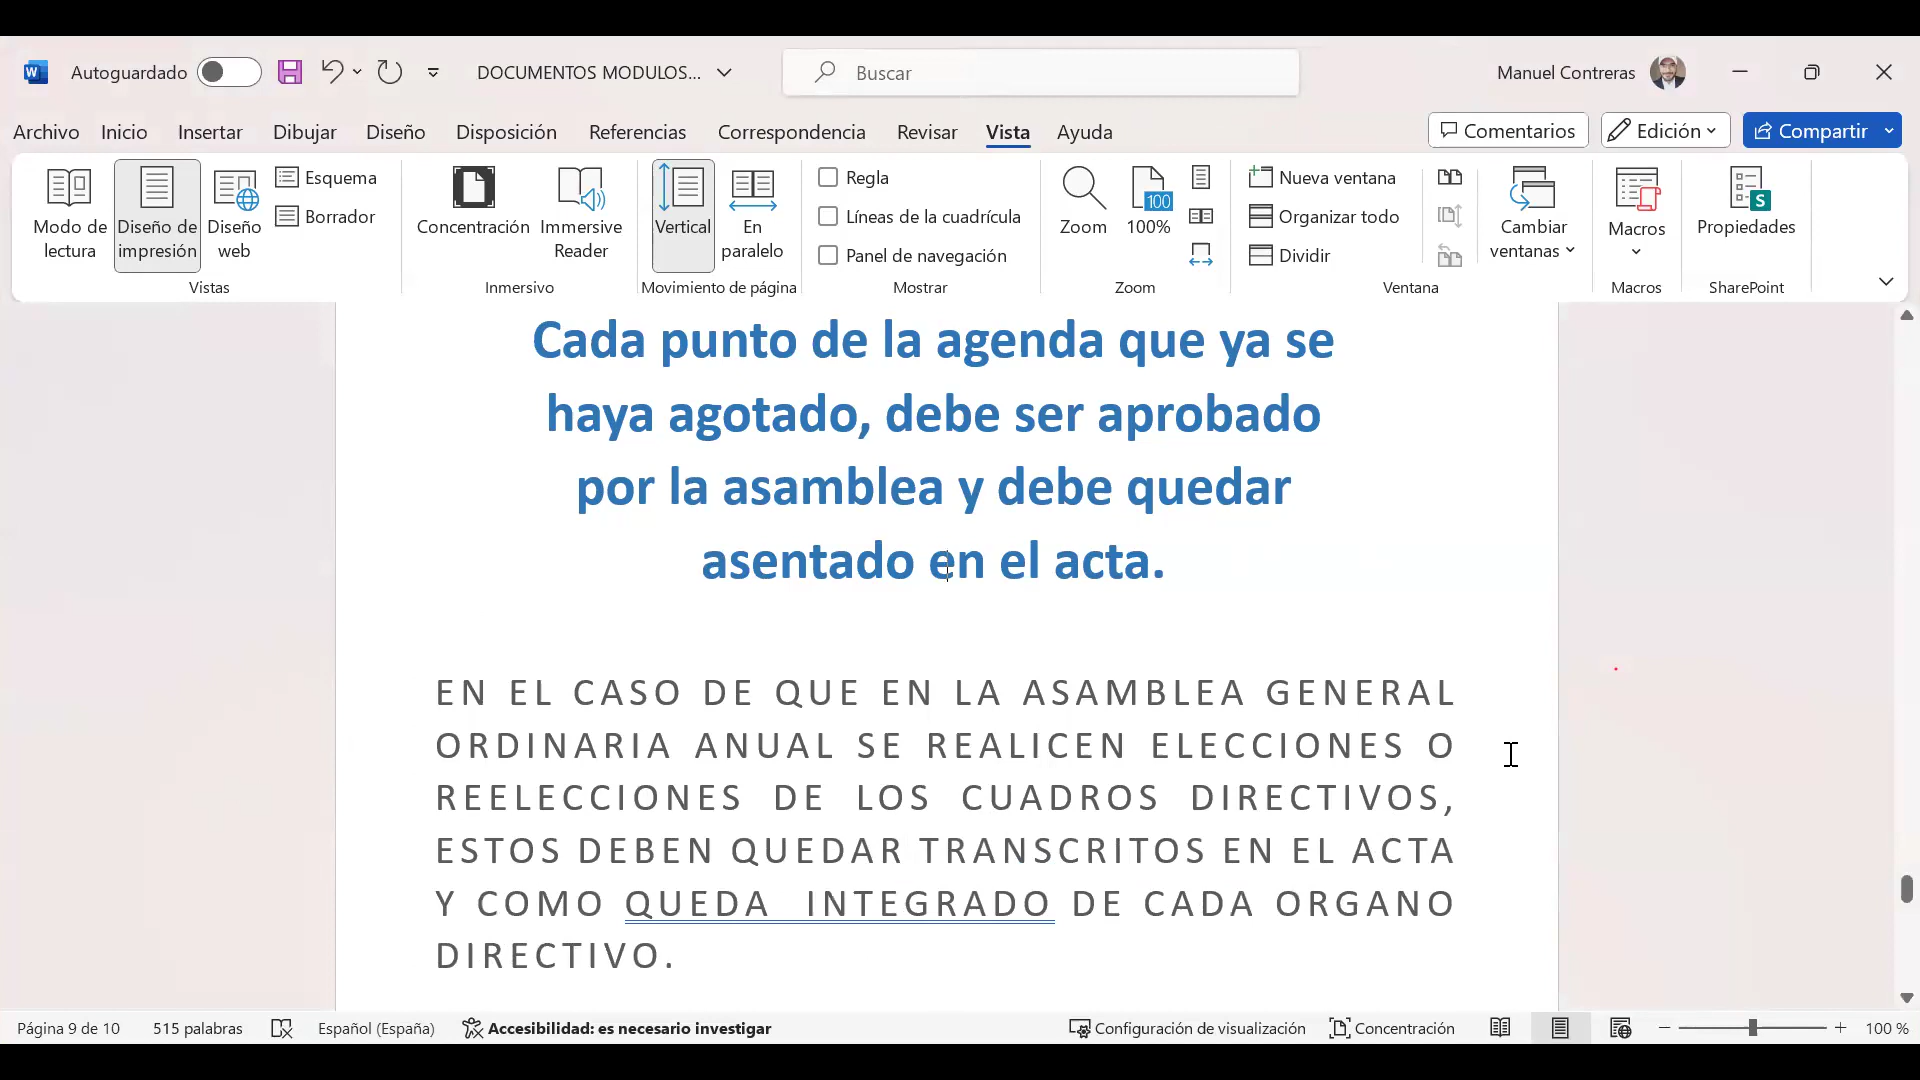 Autoguardado DOCUMENTOS MODULOS... Buscar Manuel Contreras
Archivo Inicio Insertar Dibujar Diseño Disposición Referencias Correspondencia Revisar Vista Ayuda Comentarios Edición Compartir
Modo de lectura
Diseño de impresión
Diseño web
Esquema
Borrador
Vistas
Concentración
Immersive Reader
Inmersivo
Vertical
En paralelo
Movimiento de página
Regla
Líneas de la cuadrícula
Panel de navegación
Mostrar
Zoom
100
100%
Zoom
Nueva ventana
Organizar todo
Dividir
Cambiar ventanas
Ventana
Macros
Macros
S
Propiedades
SharePoint
Cada punto de la agenda que ya se
haya agotado, debe ser aprobado
por la asamblea y debe quedar
asentado en el acta.
EN EL CASO DE QUE EN LA ASAMBLEA GENERAL
ORDINARIA ANUAL SE REALICEN ELECCIONES O
REELECCIONES DE LOS CUADROS DIRECTIVOS,
ESTOS DEBEN QUEDAR TRANSCRITOS EN EL ACTA
Y COMO QUEDA INTEGRADO DE CADA ORGANO
DIRECTIVO.
Página 9 de 10 515 palabras Español (España) Accesibilidad: es necesario investigar Configuración de visualización Concentración 100 %